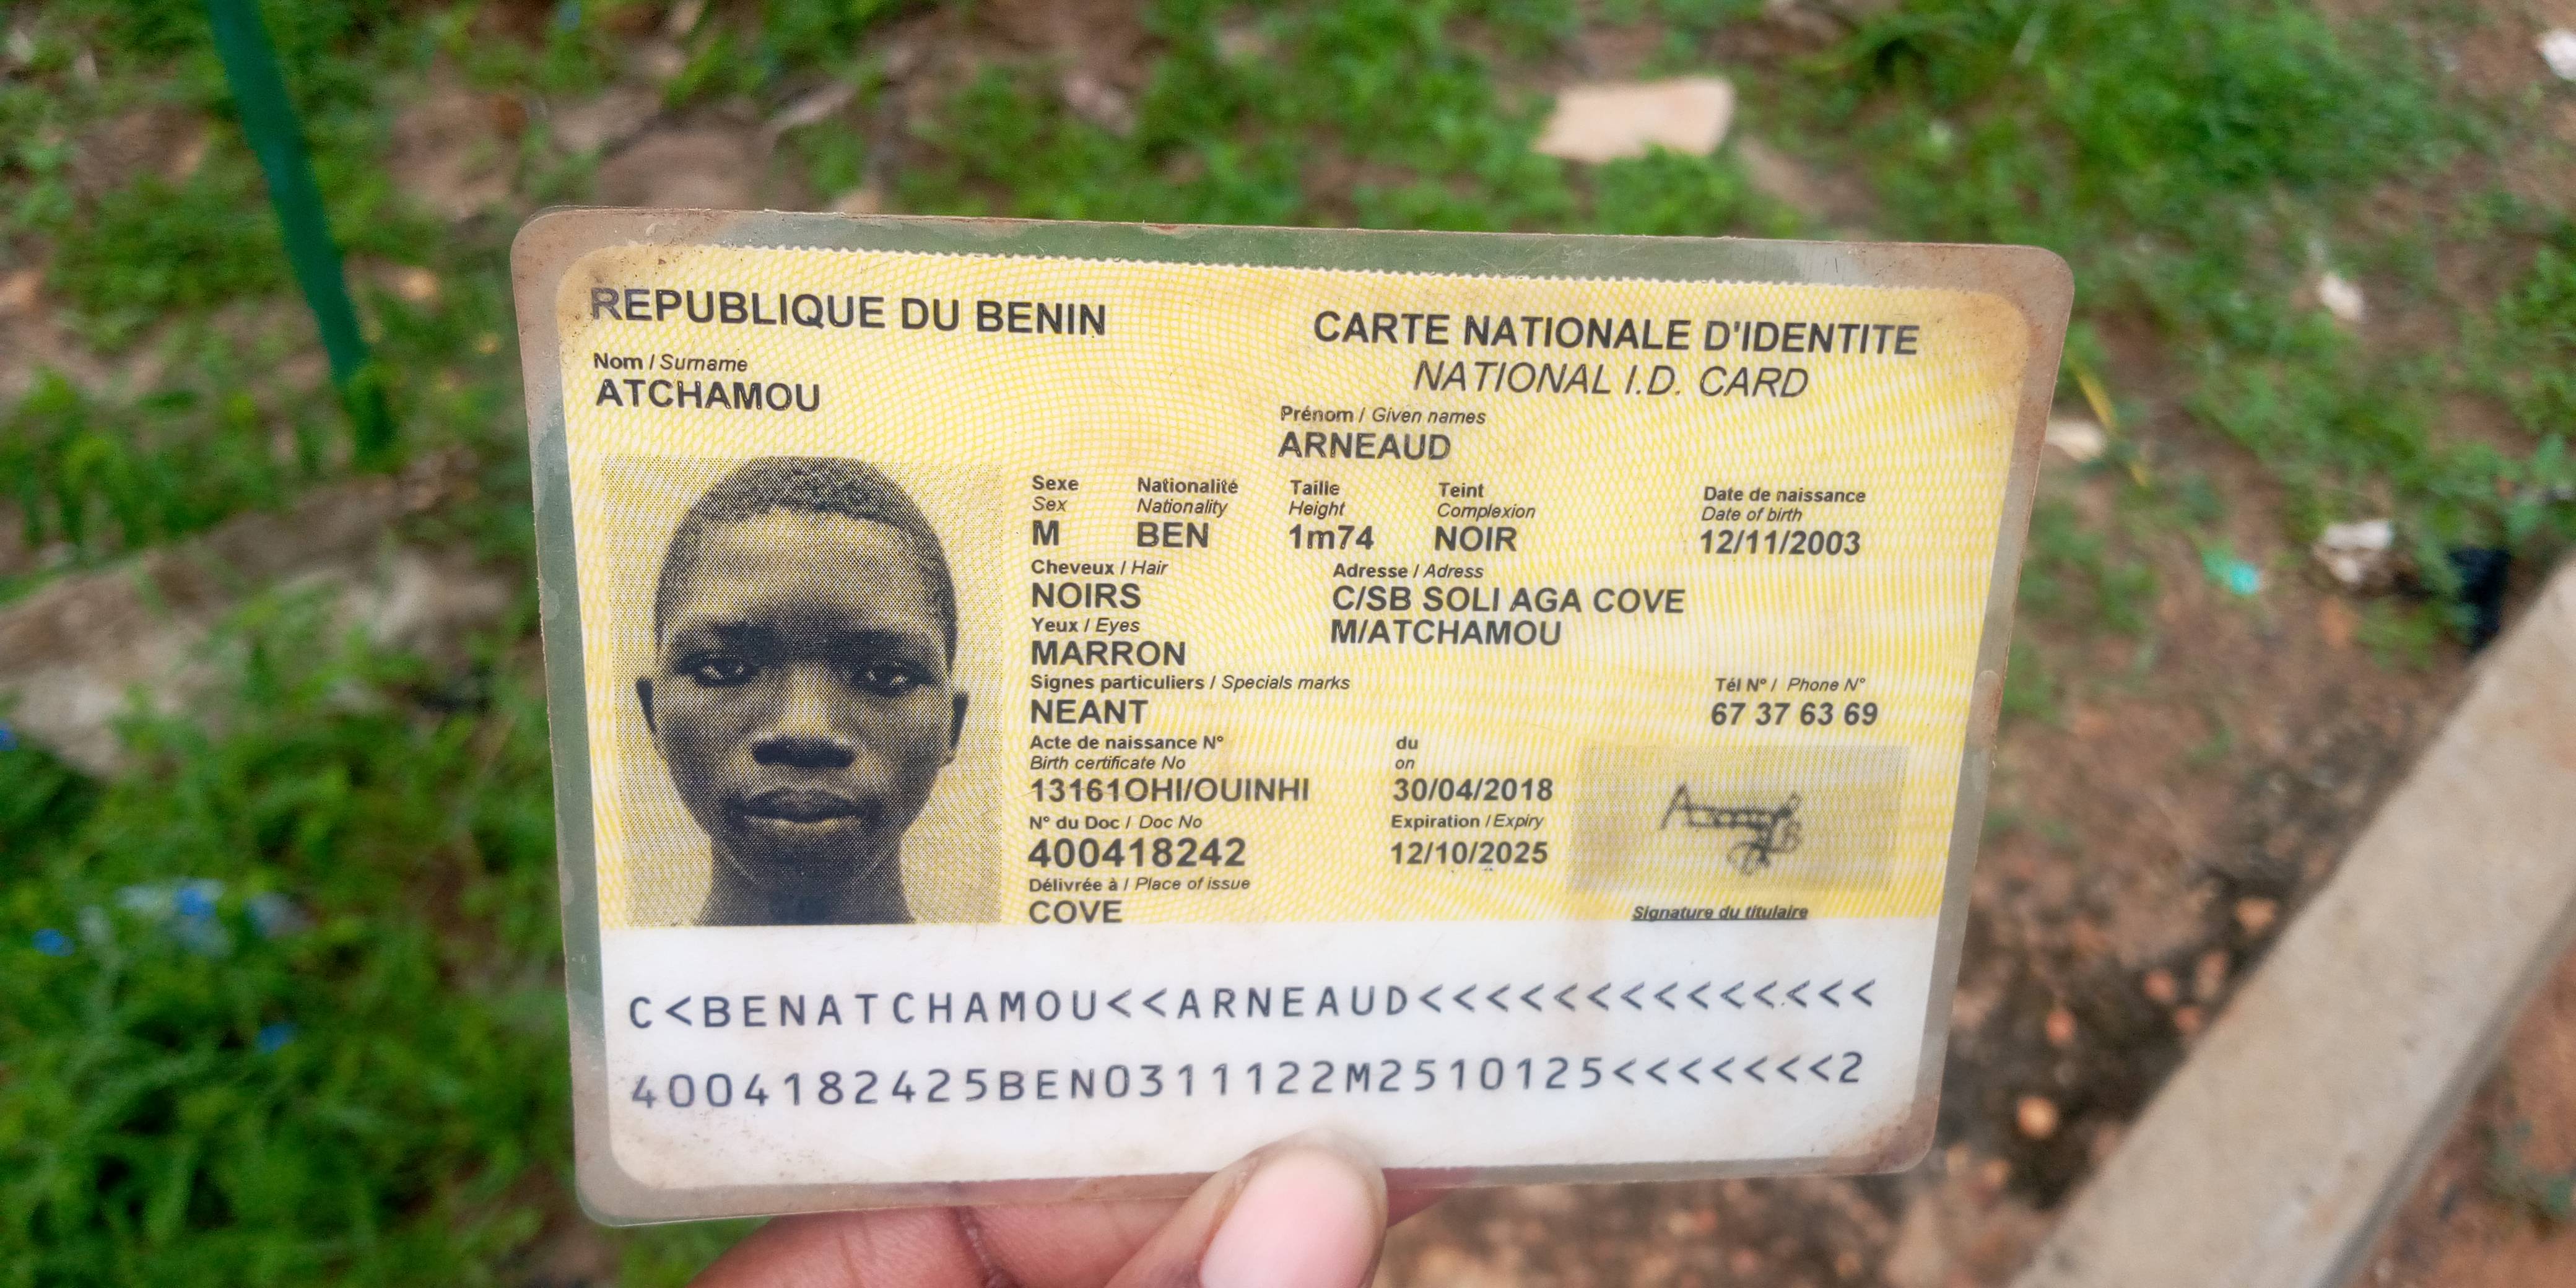 REPUBLIQUE DU BENIN
CARTE NATIONALE D'IDENTITE
NATIONAL I.D. CARD
Nom / Surname
ATCHAMOU
Prénom / Given names
ARNEAUD
Sexe Nationalité Taille Teint Date de naissance
Sex Nationality Height Complexion Date of birth
M BEN 1m74 NOIR 12/11/2003
Cheveux / Hair Adresse / Adress
NOIRS C/SB SOLI AGA COVE
Yeux / Eyes M/ATCHAMOU
MARRON
Signes particuliers / Specials marks Tél N° / Phone N°
NEANT 67 37 63 69
Acte de naissance N° du
Birth certificate No on
13161OHI/OUINHI 30/04/2018
N° du Doc / Doc No Expiration / Expiry
400418242 12/10/2025
Délivrée à / Place of issue
COVE Signature du titulaire
C<BENATCHAMOU<<ARNEAUD<<<<<<<<<<<<<<
4004182425BEN0311122M2510125<<<<<<<2